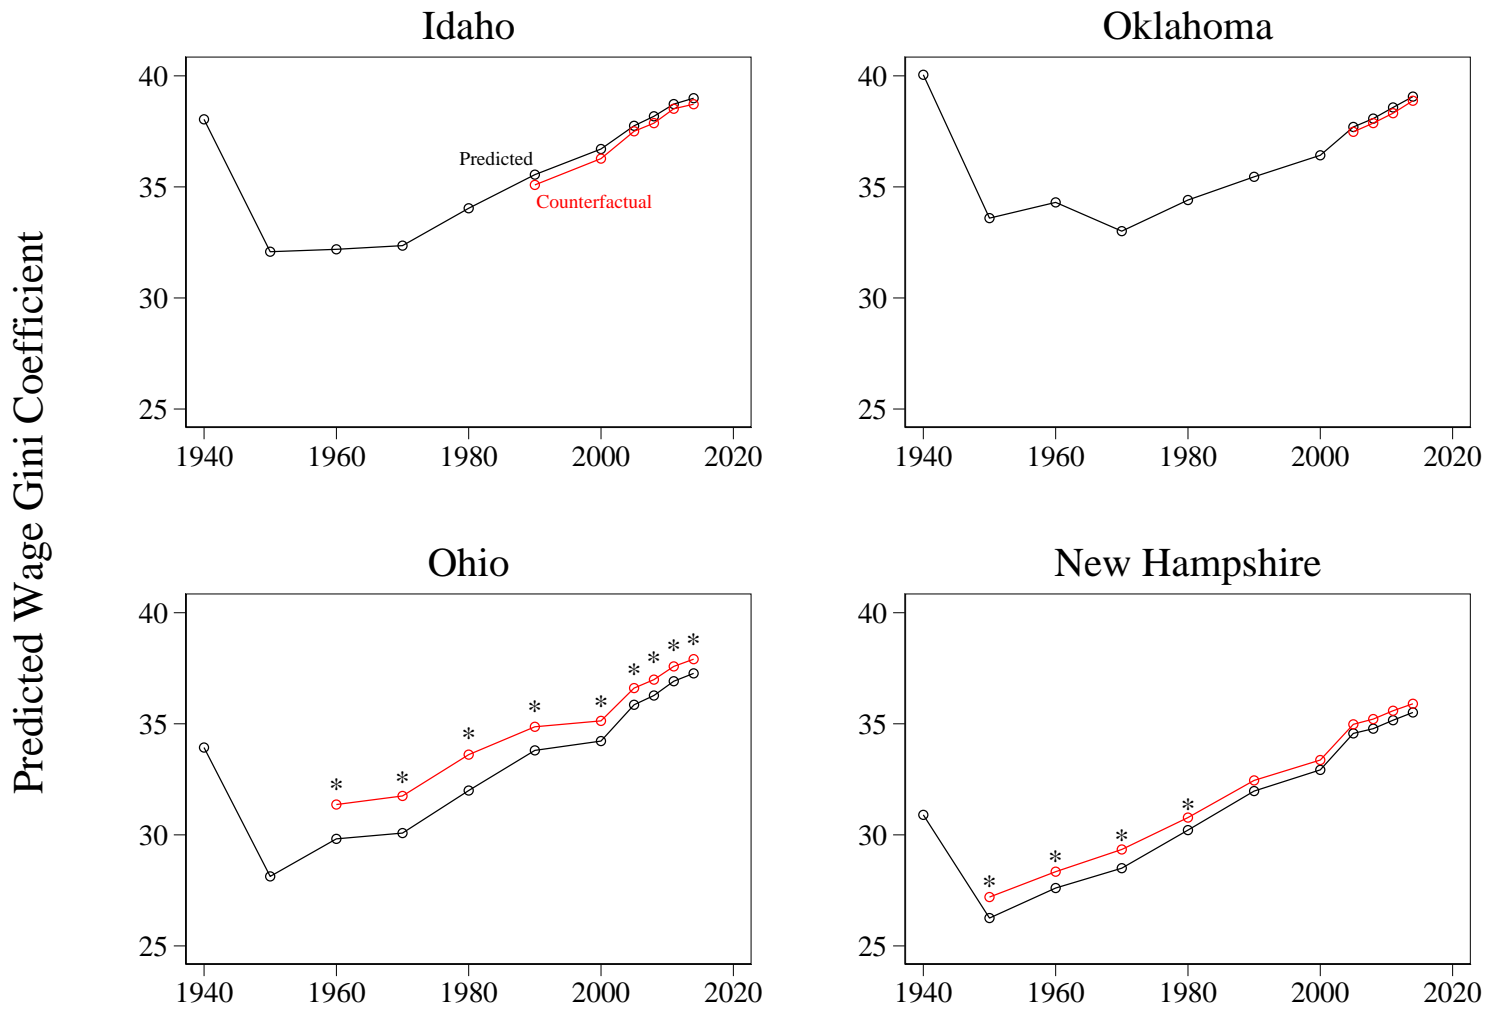 Predicted Wage Gini Coefficient
Idaho
40
35
30
25
Predicted
Counterfactual
1940 1960 1980 2000 2020
Oklahoma
40
35
30
25
1940 1960 1980 2000 2020
Ohio
40
35
30
25
* * * * * * * * *
1940 1960 1980 2000 2020
New Hampshire
40
35
30
25
* * * *
1940 1960 1980 2000 2020